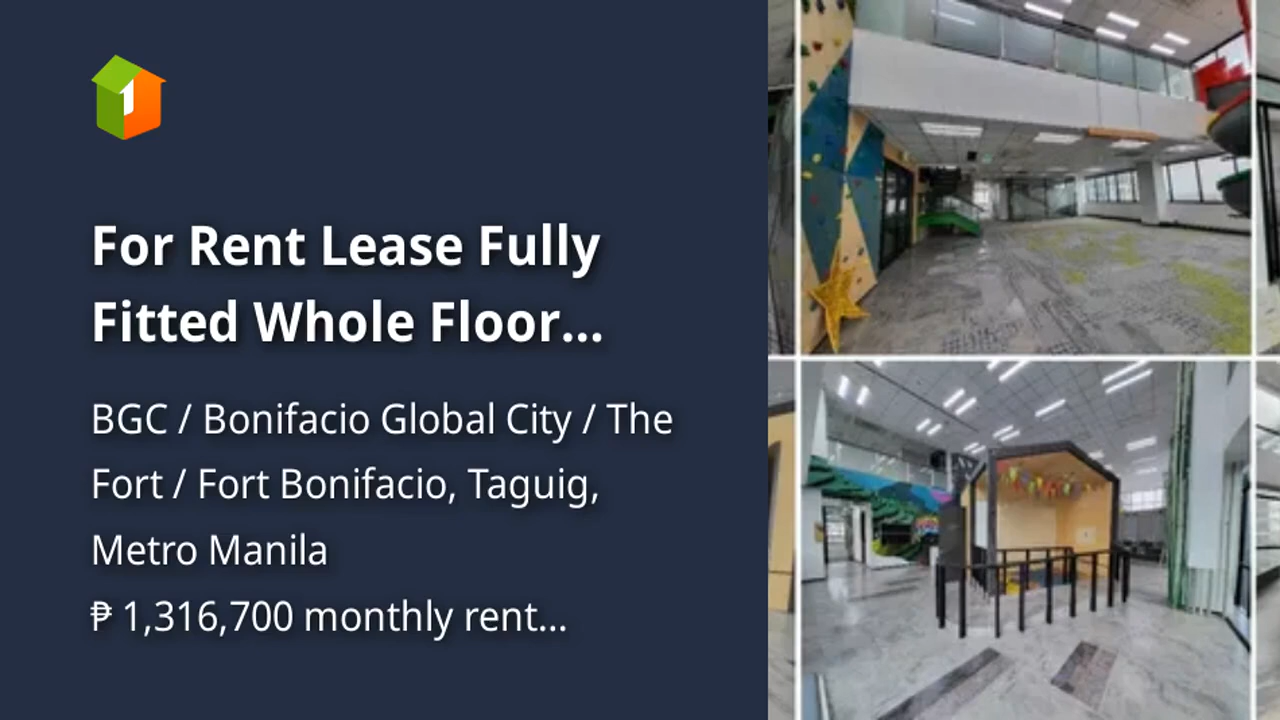 For Rent Lease Fully
Fitted Whole Floor...
BGC / Bonifacio Global City / The
Fort / Fort Bonifacio, Taguig,
Metro Manila
₱ 1,316,700 monthly rent...